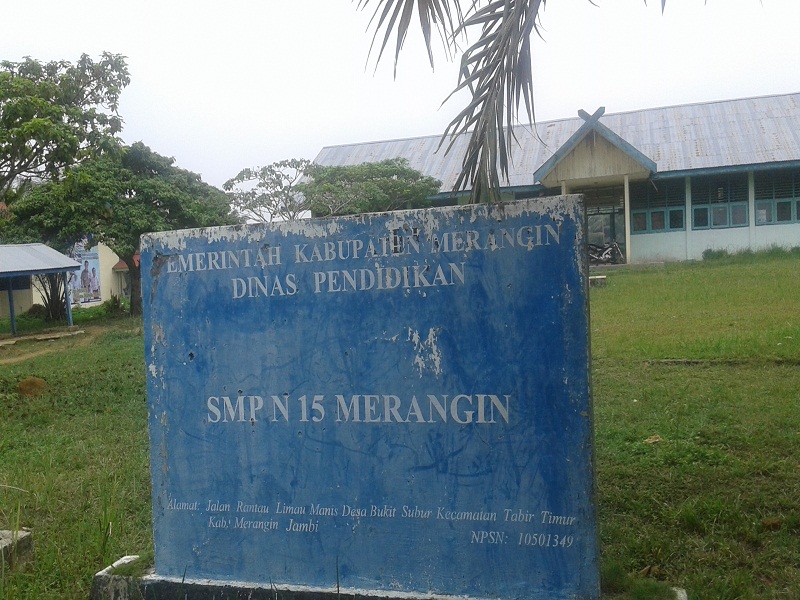 PEMERINTAH KABUPATEN MERANGIN
DINAS PENDIDIKAN
SMP N 15 MERANGIN
Alamat: Jalan Rantau Limau Manis Desa Bukit Subur Kecamatan Tabir Timur
Kab. Merangin Jambi
NPSN: 10501349